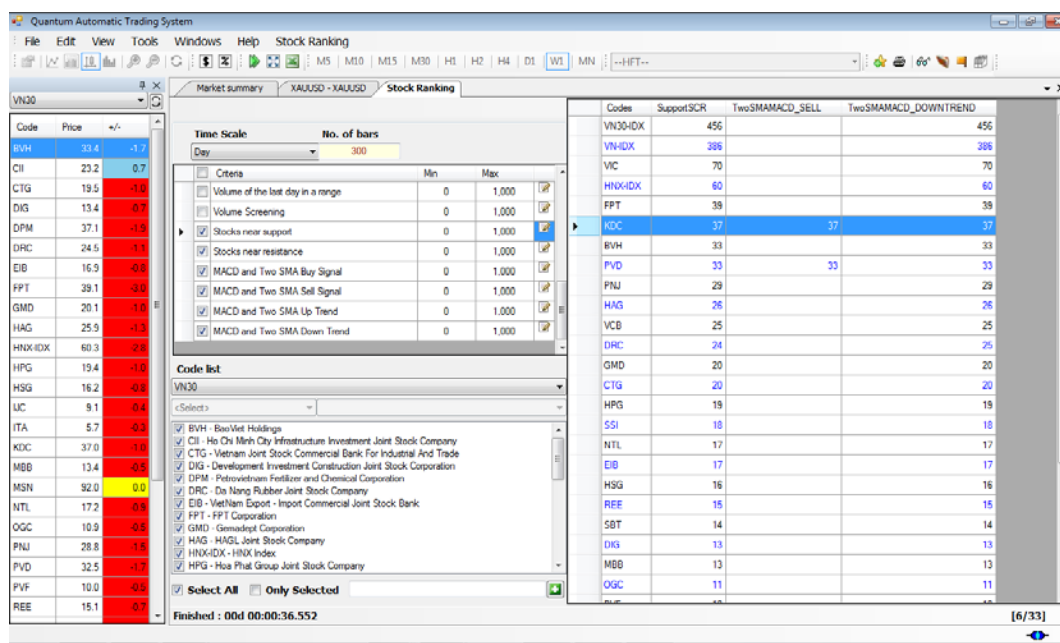 Quantum Automatic Trading System
File Edit View Tools Windows Help Stock Ranking
M5 M10 M15 M30 H1 H2 H4 D1 W1 MN --HFT--
VN30
Code Price +/-
BVH 33.4 -1.7
CII 23.2 0.7
CTG 19.5 -1.0
DIG 13.4 -0.7
DPM 37.1 -1.9
DRC 24.5 -1.1
EIB 16.9 -0.8
FPT 39.1 -3.0
GMD 20.1 -1.0
HAG 25.9 -1.3
HNX-IDX 60.3 -2.8
HPG 19.4 -1.0
HSG 16.2 -0.8
IJC 9.1 -0.4
ITA 5.7 -0.3
KDC 37.0 -1.0
MBB 13.4 -0.5
MSN 92.0 0.0
NTL 17.2 -0.9
OGC 10.9 -0.5
PNJ 28.8 -1.5
PVD 32.5 -1.7
PVF 10.0 -0.5
REE 15.1 -0.7
Market summary XAUUSD - XAUUSD Stock Ranking
Time Scale No. of bars
Day 300
Criteria Min Max
Volume of the last day in a range 0 1,000
Volume Screening 0 1,000
Stocks near support 0 1,000
Stocks near resistance 0 1,000
MACD and Two SMA Buy Signal 0 1,000
MACD and Two SMA Sell Signal 0 1,000
MACD and Two SMA Up Trend 0 1,000
MACD and Two SMA Down Trend 0 1,000
Code list
VN30
<Select>
BVH - BaoViet Holdings
CII - Ho Chi Minh City Infrastructure Investment Joint Stock Company
CTG - Vietnam Joint Stock Commercial Bank For Industrial And Trade
DIG - Development Investment Construction Joint Stock Corporation
DPM - Petrovietnam Fertilizer and Chemical Corporation
DRC - Da Nang Rubber Joint Stock Company
EIB - VietNam Export - Import Commercial Joint Stock Bank
FPT - FPT Corporation
GMD - Gemadept Corporation
HAG - HAGL Joint Stock Company
HNX-IDX - HNX Index
HPG - Hoa Phat Group Joint Stock Company
Select All Only Selected
Finished : 00d 00:00:36.552
Codes SupportSCR TwoSMAMACD_SELL TwoSMAMACD_DOWNTREND
VN30-IDX 456 456
VN-IDX 386 386
VIC 70 70
HNX-IDX 60 60
FPT 39 39
KDC 37 37 37
BVH 33 33
PVD 33 33 33
PNJ 29 29
HAG 26 26
VCB 25 25
DRC 24 25
GMD 20 20
CTG 20 20
HPG 19 19
SSI 18 18
NTL 17 17
EIB 17 17
HSG 16 16
REE 15 15
SBT 14 14
DIG 13 13
MBB 13 13
OGC 11 11
[6/33]